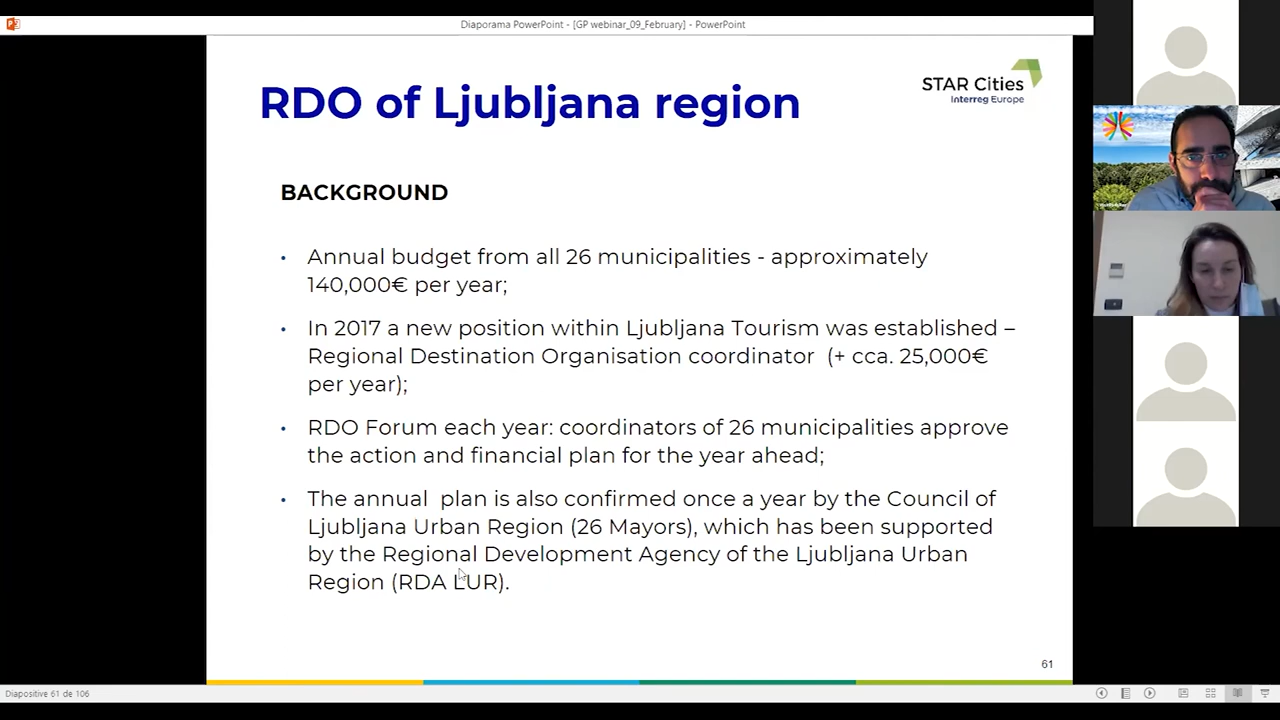 Diaporama PowerPoint - [GP webinar_09_February] - PowerPoint
RDO of Ljubljana region
STAR Cities
Interreg Europe
BACKGROUND
• Annual budget from all 26 municipalities - approximately
140,000€ per year;
• In 2017 a new position within Ljubljana Tourism was established –
Regional Destination Organisation coordinator (+ cca. 25,000€
per year);
• RDO Forum each year: coordinators of 26 municipalities approve
the action and financial plan for the year ahead;
• The annual plan is also confirmed once a year by the Council of
Ljubljana Urban Region (26 Mayors), which has been supported
by the Regional Development Agency of the Ljubljana Urban
Region (RDA LUR).
61
Diapositive 61 de 106